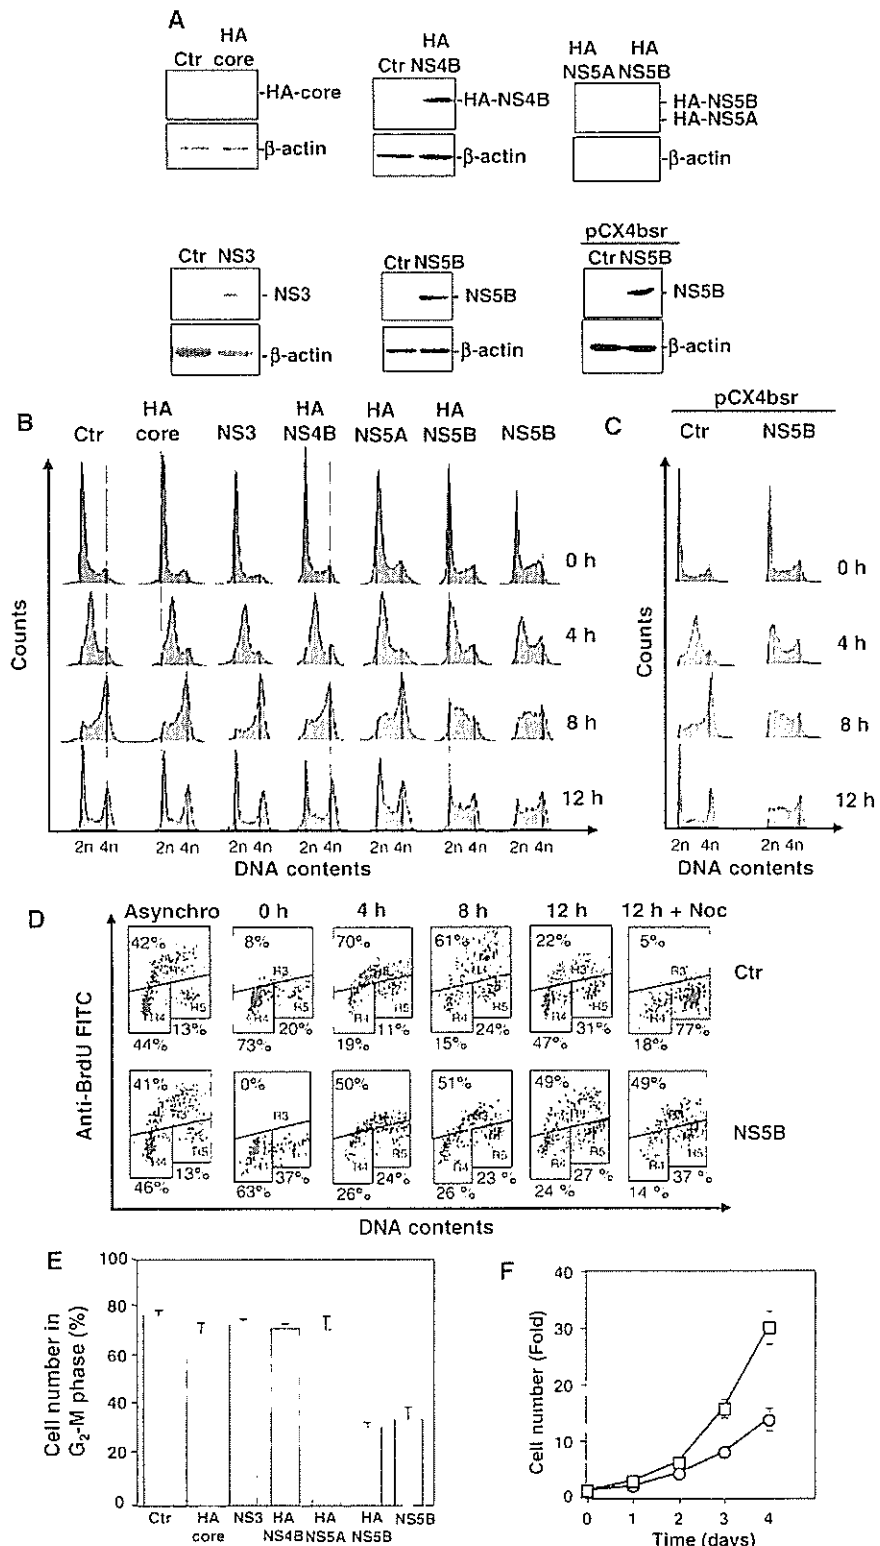 A
Ctr HA core
-HA-core
-β-actin
Ctr HA NS4B
-HA-NS4B
-β-actin
HA NS5A HA NS5B
- HA-NS5B
- HA-NS5A
- β-actin
Ctr NS3
- NS3
-β-actin
Ctr NS5B
- NS5B
-β-actin
pCX4bsr
Ctr NS5B
-NS5B
-β-actin
B
Ctr HA core NS3 HA NS4B HA NS5A HA NS5B NS5B
Counts
0 h
4 h
8 h
12 h
2n 4n 2n 4n 2n 4n 2n 4n 2n 4n 2n 4n 2n 4n
DNA contents
C
pCX4bsr
Ctr NS5B
Counts
0 h
4 h
8 h
12 h
2n 4n 2n 4n
DNA contents
D
Asynchro 0 h 4 h 8 h 12 h 12 h + Noc
Anti-BrdU FITC
42% 8% 70% 61% 22% 5%
Ctr
13% 20% 11% 24% 31% 77%
44% 73% 19% 15% 47% 18%
41% 0% 50% 51% 49% 49%
NS5B
13% 37% 24% 23 % 27 % 37 %
46% 63% 26% 26 % 24 % 14 %
DNA contents
E
Cell number in
G2-M phase (%)
100
80
60
40
20
0
Ctr HA core NS3 HA NS4B HA NS5A HA NS5B NS5B
F
Cell number (Fold)
40
30
20
10
0
0 1 2 3 4
Time (days)